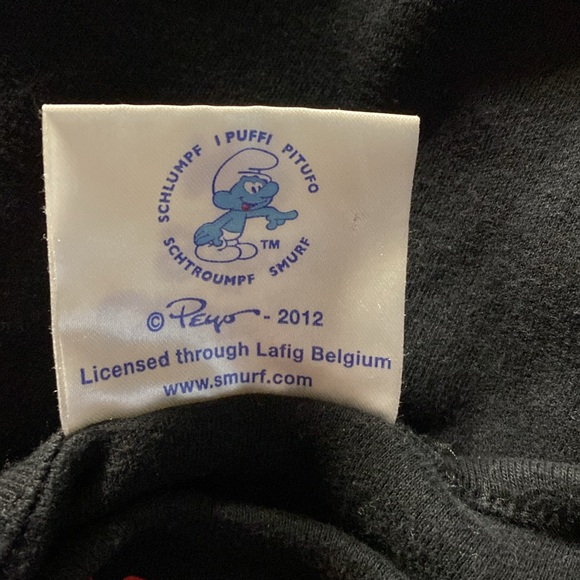 SCHLUMPF I PUFFI PITUFO
SCHTROUMPF SMURF
TM
© Peyo - 2012
Licensed through Lafig Belgium
www.smurf.com